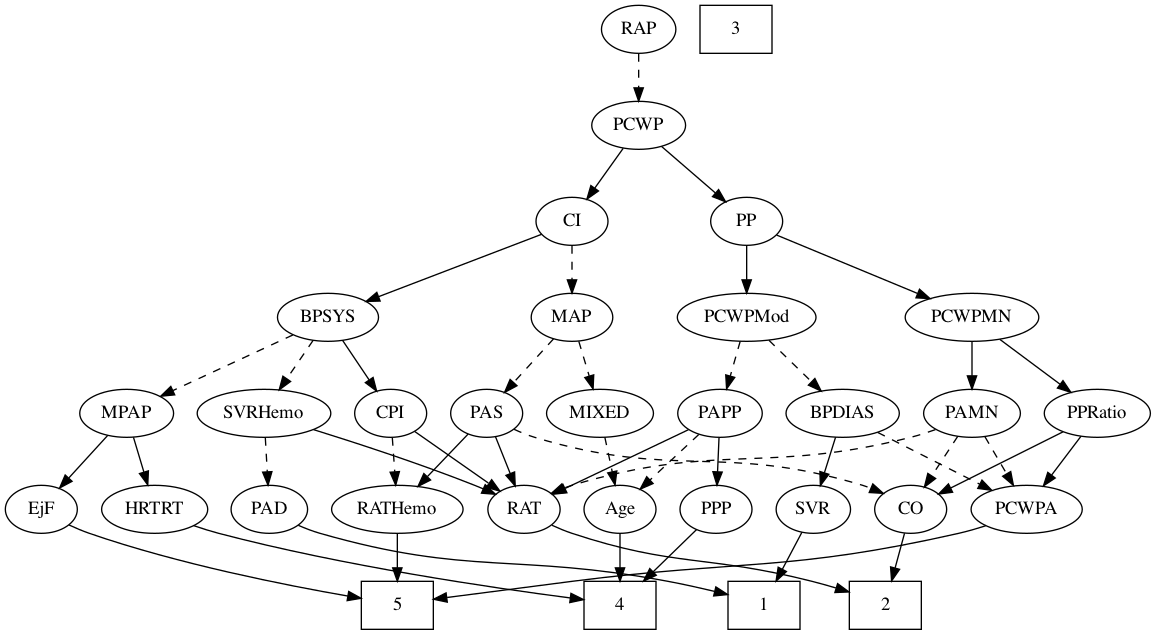 RAP
3
PCWP
CI
PP
BPSYS
MAP
PCWPMod
PCWPMN
MPAP
SVRHemo
CPI
PAS
MIXED
PAPP
BPDIAS
PAMN
PPRatio
EjF
HRTRT
PAD
RATHemo
RAT
Age
PPP
SVR
CO
PCWPA
5
4
1
2